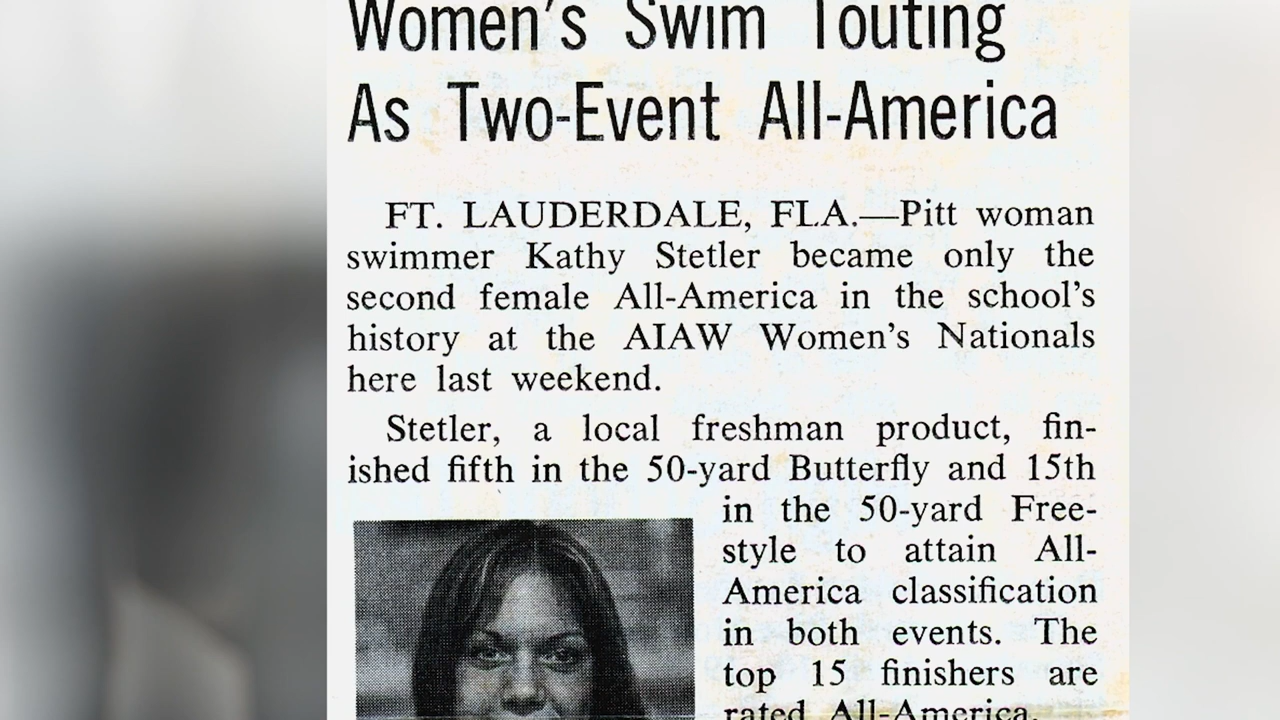 Women's Swim Touting
As Two-Event All-America
FT. LAUDERDALE, FLA.—Pitt woman
swimmer Kathy Stetler became only the
second female All-America in the school's
history at the AIAW Women's Nationals
here last weekend.
Stetler, a local freshman product, fin-
ished fifth in the 50-yard Butterfly and 15th
in the 50-yard Free-
style to attain All-
America classification
in both events. The
top 15 finishers are
rated All-America.